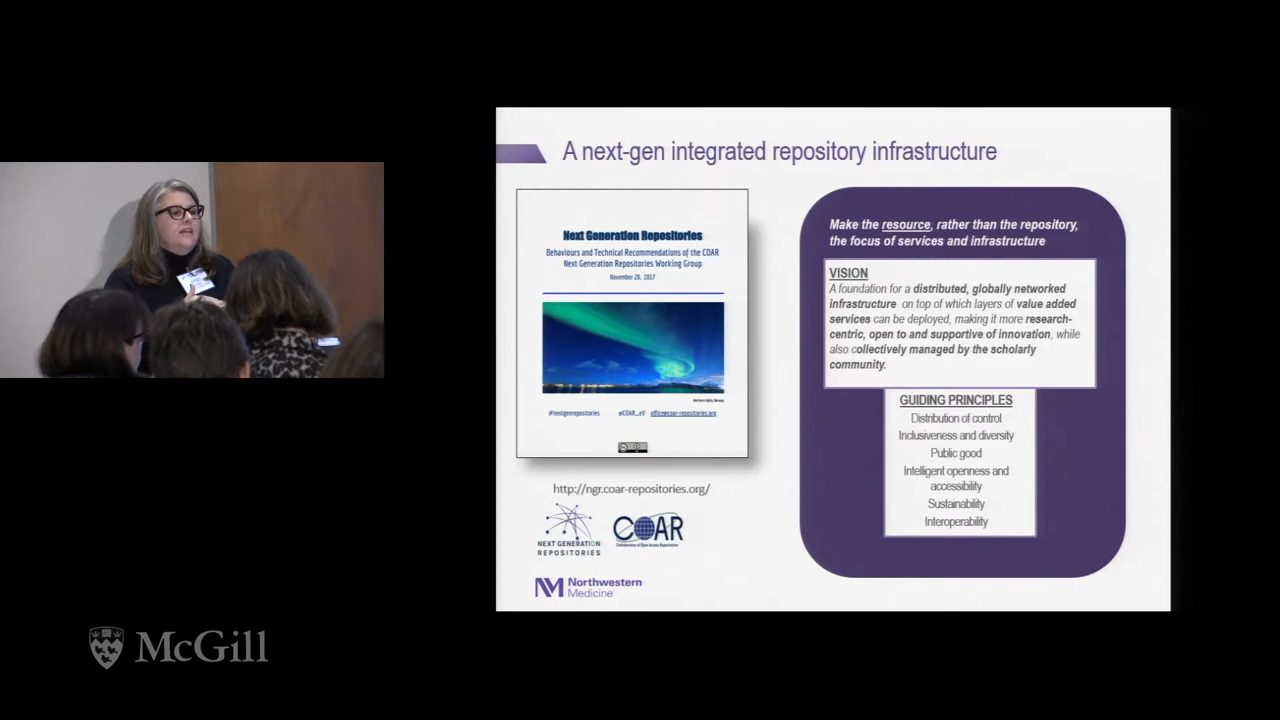 A next-gen integrated repository infrastructure
Next Generation Repositories
Behaviours and Technical Recommendations of the COAR
Next Generation Repositories Working Group
November 28, 2017
#nextgenrepositories @COAR_eV office@coar-repositories.org
http://ngr.coar-repositories.org/
NEXT GENERATION
REPOSITORIES
COAR
Confederation of Open Access Repositories
Northwestern
Medicine
Make the resource, rather than the repository,
the focus of services and infrastructure
VISION
A foundation for a distributed, globally networked
infrastructure on top of which layers of value added
services can be deployed, making it more research-
centric, open to and supportive of innovation, while
also collectively managed by the scholarly
community.
GUIDING PRINCIPLES
Distribution of control
Inclusiveness and diversity
Public good
Intelligent openness and
accessibility
Sustainability
Interoperability
McGill